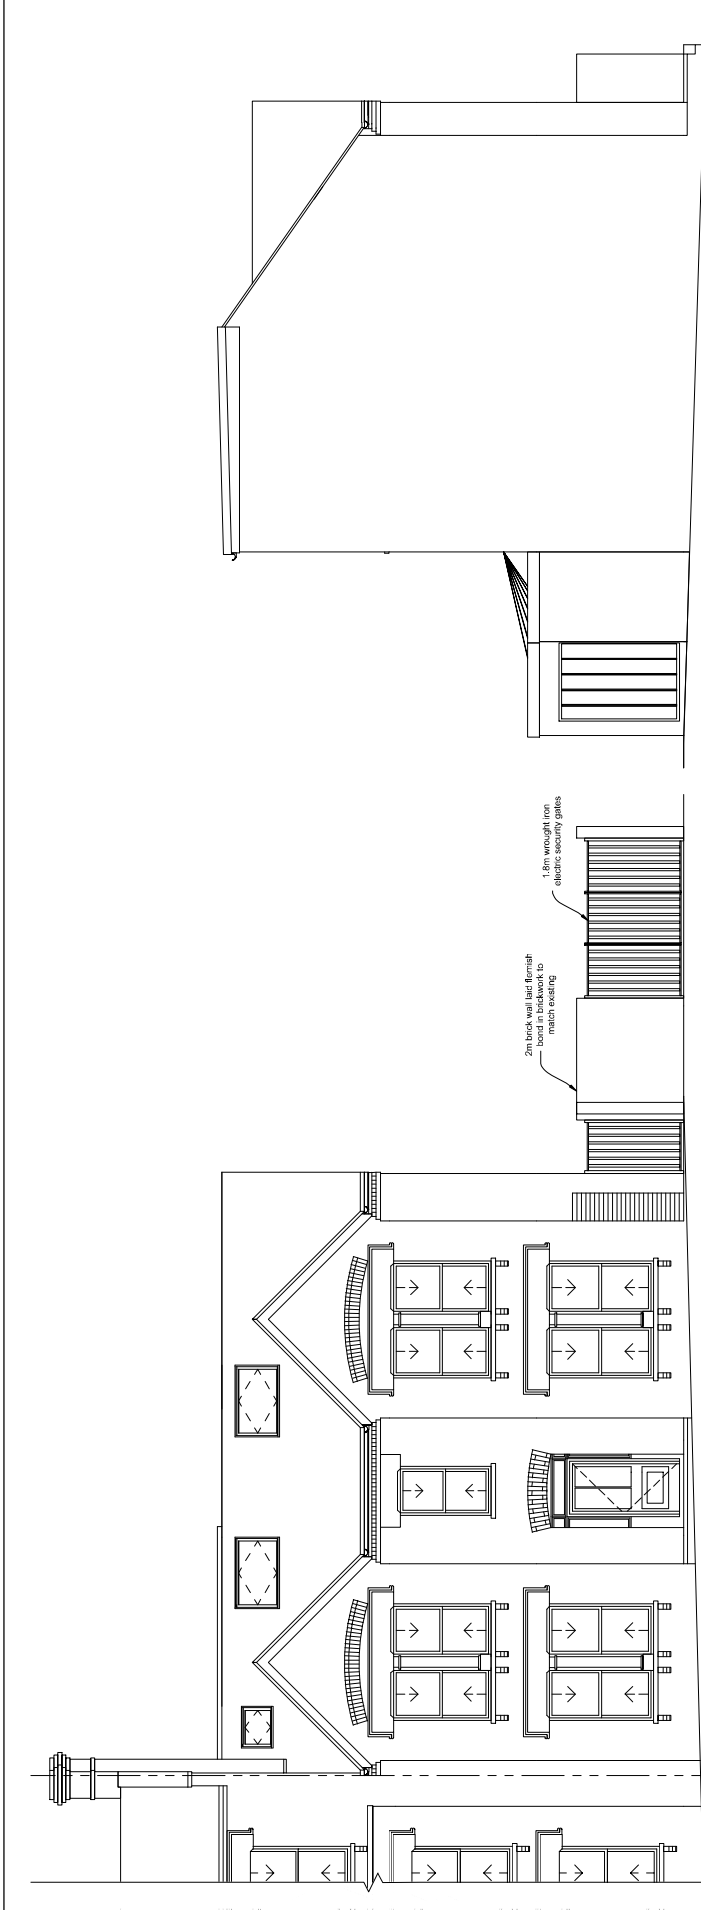 2m brick wall laid flemish
bond in brickwork to
match existing
1.8m wrought iron
electric security gates